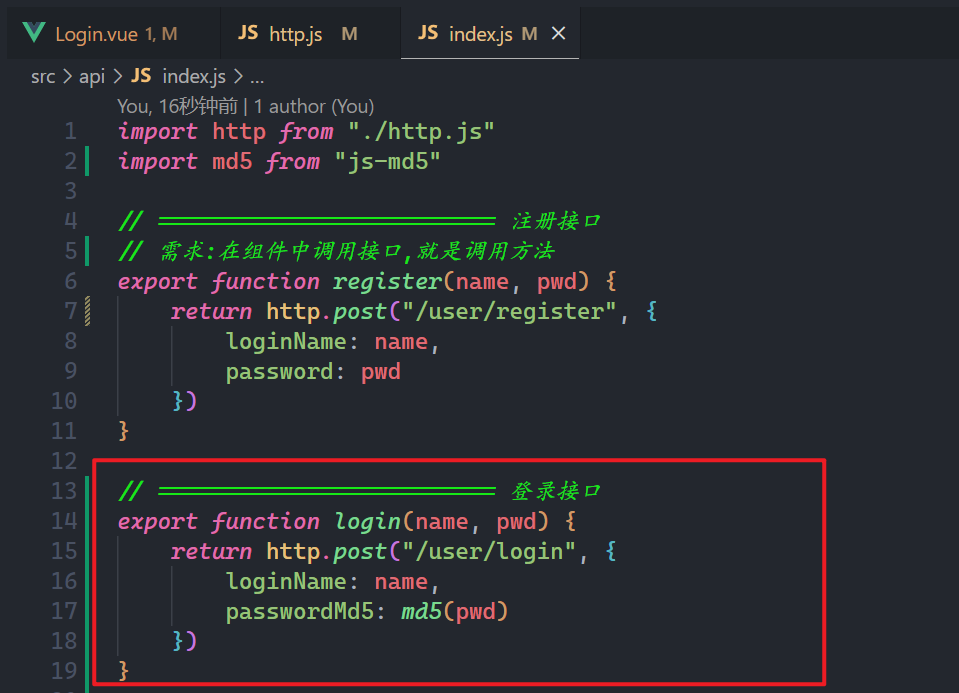 Login.vue 1, M JS http.js M JS index.js M ×
src > api > JS index.js > ...
You, 16秒钟前 | 1 author (You)
1 import http from "./http.js"
2 import md5 from "js-md5"
3
4 // ========================= 注册接口
5 // 需求:在组件中调用接口,就是调用方法
6 export function register(name, pwd) {
7 return http.post("/user/register", {
8 loginName: name,
9 password: pwd
10 })
11 }
12
13 // ========================= 登录接口
14 export function login(name, pwd) {
15 return http.post("/user/login", {
16 loginName: name,
17 passwordMd5: md5(pwd)
18 })
19 }